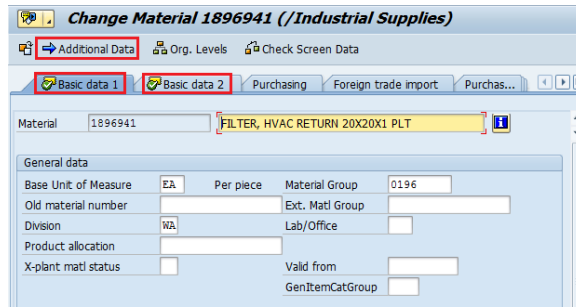 Change Material 1896941 (/Industrial Supplies)
Additional Data Org. Levels Check Screen Data
Basic data 1 Basic data 2 Purchasing Foreign trade import Purchas...
Material 1896941 FILTER, HVAC RETURN 20X20X1 PLT
General data
Base Unit of Measure EA Per piece Material Group 0196
Old material number Ext. Matl Group
Division WA Lab/Office
Product allocation
X-plant matl status Valid from
GenItemCatGroup